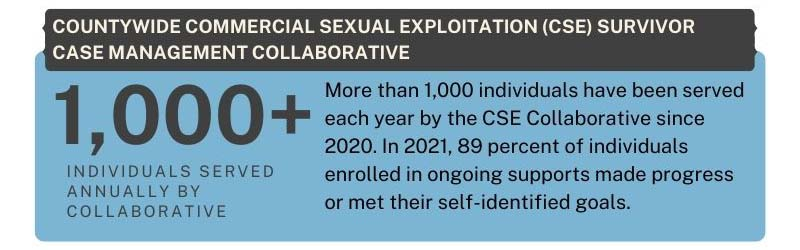 COUNTYWIDE COMMERCIAL SEXUAL EXPLOITATION (CSE) SURVIVOR
CASE MANAGEMENT COLLABORATIVE
1,000+
INDIVIDUALS SERVED
ANNUALLY BY
COLLABORATIVE
More than 1,000 individuals have been served
each year by the CSE Collaborative since
2020. In 2021, 89 percent of individuals
enrolled in ongoing supports made progress
or met their self-identified goals.